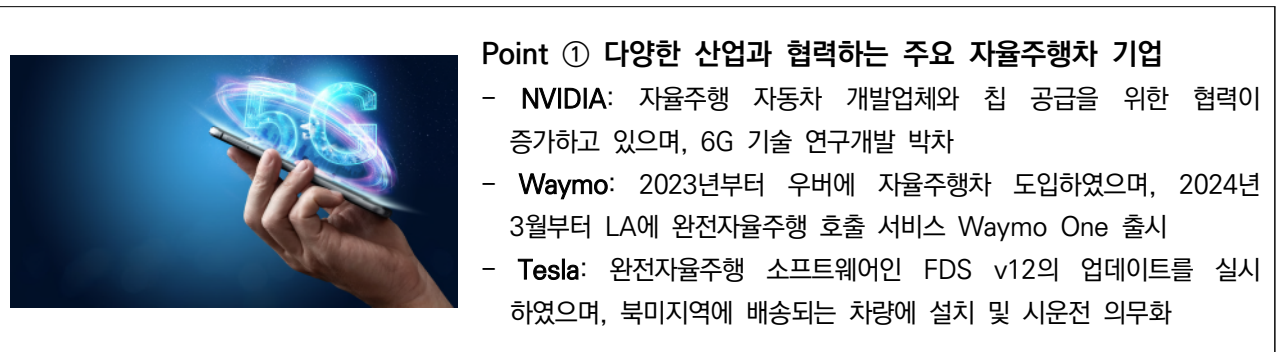 5G
Point ① 다양한 산업과 협력하는 주요 자율주행차 기업
- NVIDIA: 자율주행 자동차 개발업체와 칩 공급을 위한 협력이
증가하고 있으며, 6G 기술 연구개발 박차
- Waymo: 2023년부터 우버에 자율주행차 도입하였으며, 2024년
3월부터 LA에 완전자율주행 호출 서비스 Waymo One 출시
- Tesla: 완전자율주행 소프트웨어인 FDS v12의 업데이트를 실시
하였으며, 북미지역에 배송되는 차량에 설치 및 시운전 의무화